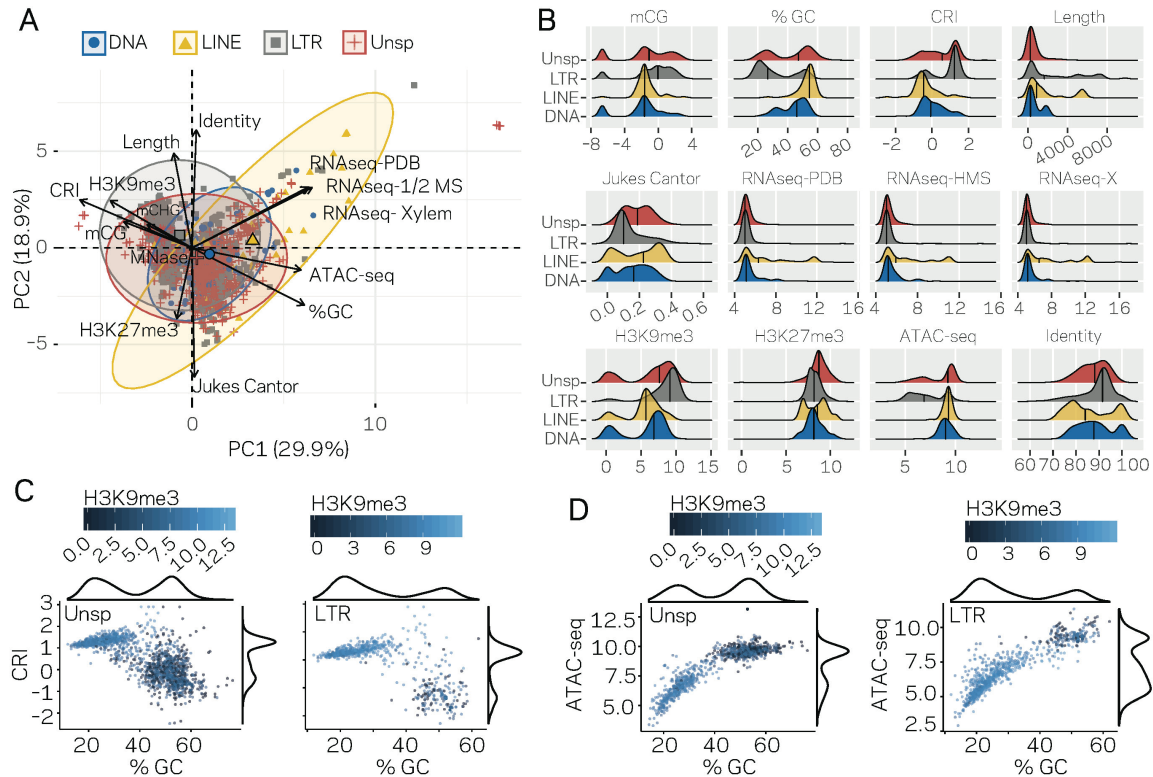 A
DNA LINE LTR Unsp
Identity
Length
RNAseq-PDB
CRI
H3K9me3
RNAseq-1/2 MS
mCHG
RNAseq- Xylem
mCG
MNase
ATAC-seq
%GC
H3K27me3
Jukes Cantor
5
0
−5
PC2 (18.9%)
0 10
PC1 (29.9%)
B
mCG % GC CRI Length
Unsp
LTR
LINE
DNA
-8 -4 0 4
20 40 60 80
-2 0 2
0 4000 8000
Jukes Cantor RNAseq-PDB RNAseq-HMS RNAseq-X
Unsp
LTR
LINE
DNA
0.0 0.2 0.4 0.6
4 8 12 16
4 8 12 16
4 8 12 16
H3K9me3 H3K27me3 ATAC-seq Identity
Unsp
LTR
LINE
DNA
0 5 10 15
0 5 10
5 10
60 70 80 90 100
C
H3K9me3
0.0 2.5 5.0 7.5 10.0 12.5
Unsp
3
2
1
0
-1
-2
CRI
20 40 60
% GC
H3K9me3
0 3 6 9
LTR
20 40 60
% GC
D
H3K9me3
0.0 2.5 5.0 7.5 10.0 12.5
Unsp
12.5
10.0
7.5
5.0
ATAC-seq
20 40 60
% GC
H3K9me3
0 3 6 9
LTR
10.0
7.5
5.0
2.5
ATAC-seq
20 40 60
% GC